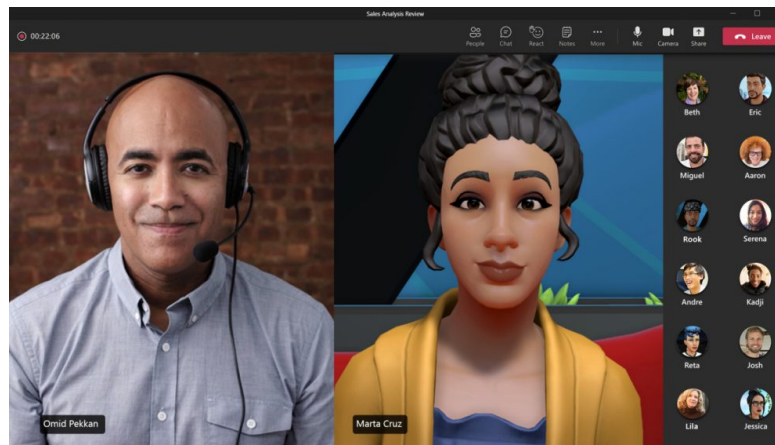 Sales Analysis Review
00:22:06
People Chat React Notes More Mic Camera Share Leave
Beth Eric
Miguel Aaron
Rook Serena
Andre Kadji
Reta Josh
Lila Jessica
Omid Pekkan
Marta Cruz